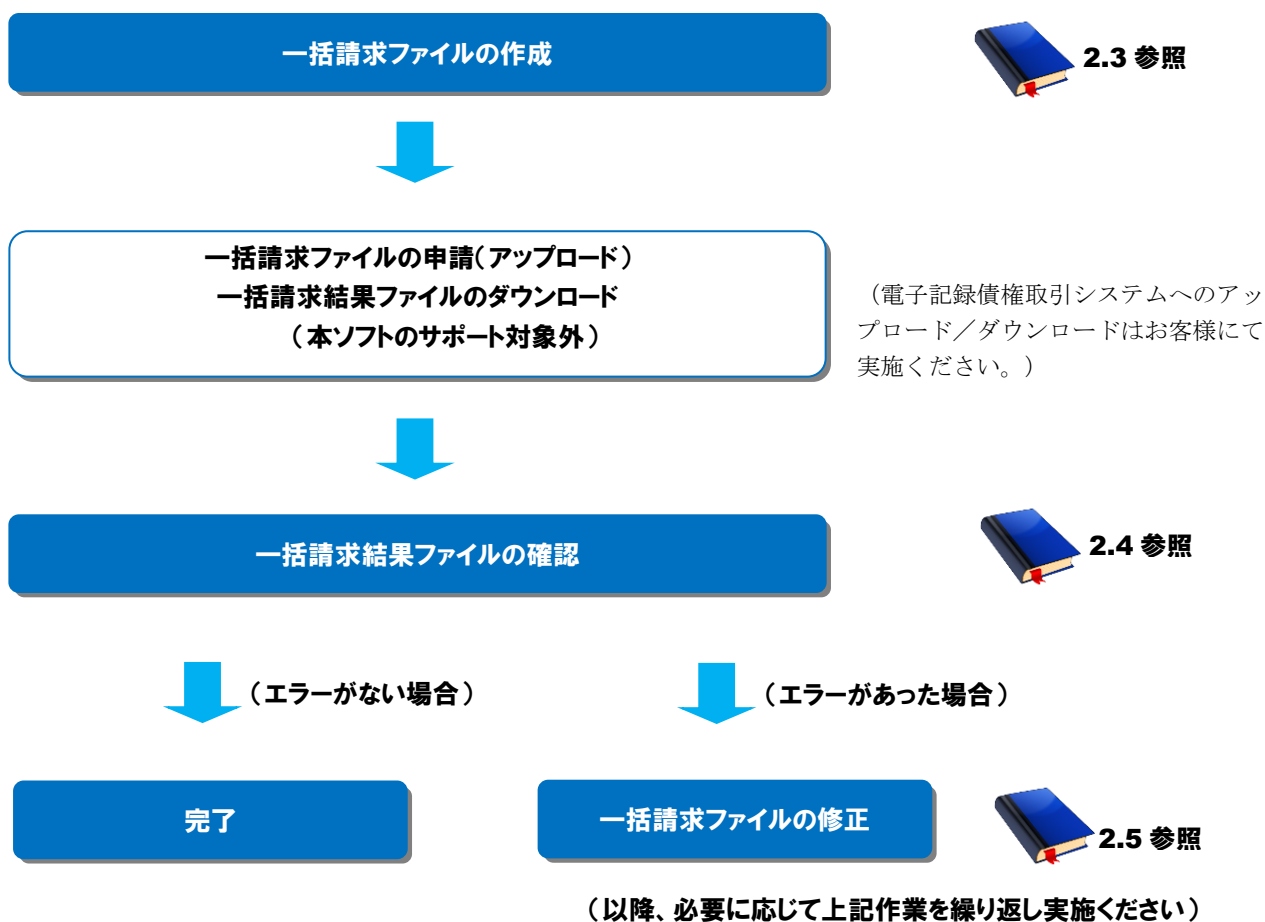 一括請求ファイルの作成
2.3 参照
一括請求ファイルの申請(アップロード)
一括請求結果ファイルのダウンロード
(本ソフトのサポート対象外)
(電子記録債権取引システムへのアッ
プロード/ダウンロードはお客様にて
実施ください。)
一括請求結果ファイルの確認
2.4 参照
(エラーがない場合)
(エラーがあった場合)
完了
一括請求ファイルの修正
2.5 参照
(以降、必要に応じて上記作業を繰り返し実施ください)